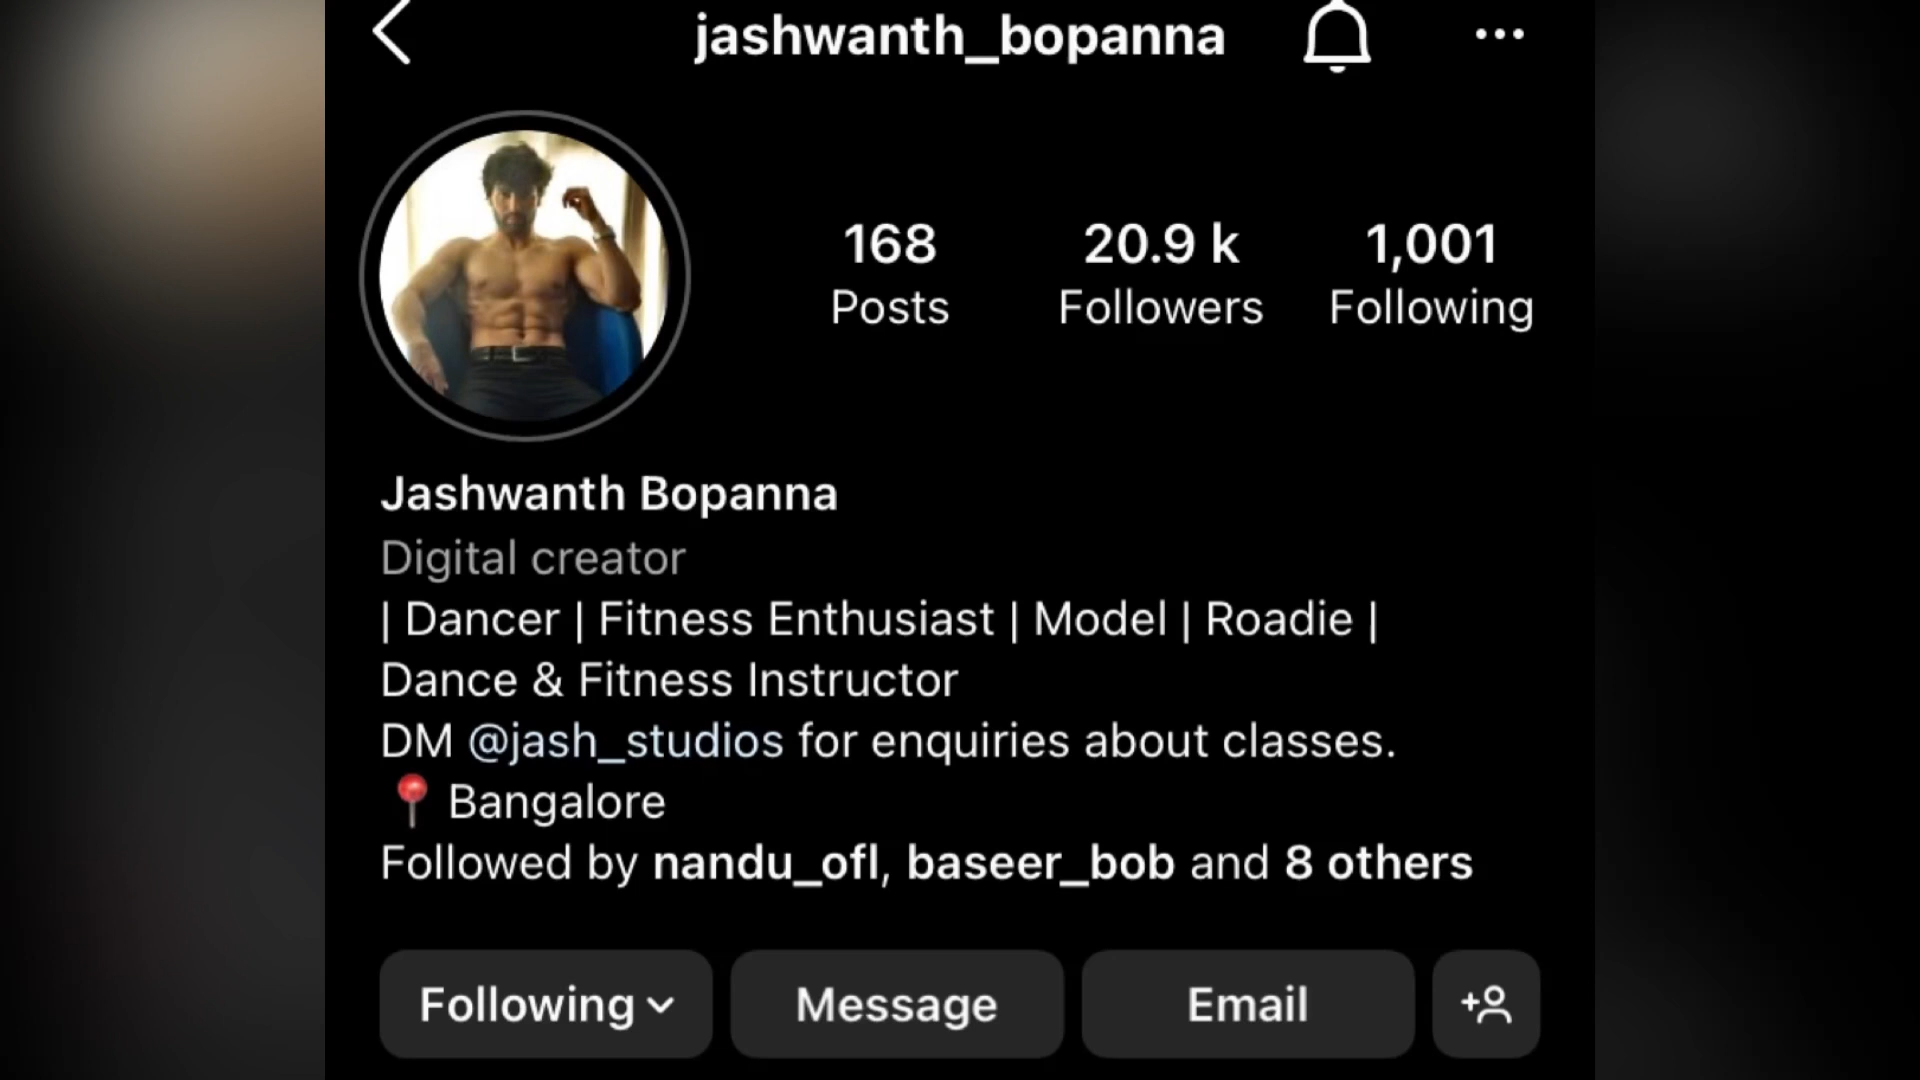 jashwanth_bopanna
168 20.9 k 1,001
Posts Followers Following
Jashwanth Bopanna
Digital creator
| Dancer | Fitness Enthusiast | Model | Roadie |
Dance & Fitness Instructor
DM @jash_studios for enquiries about classes.
📍 Bangalore
Followed by nandu_ofl, baseer_bob and 8 others
Following Message Email